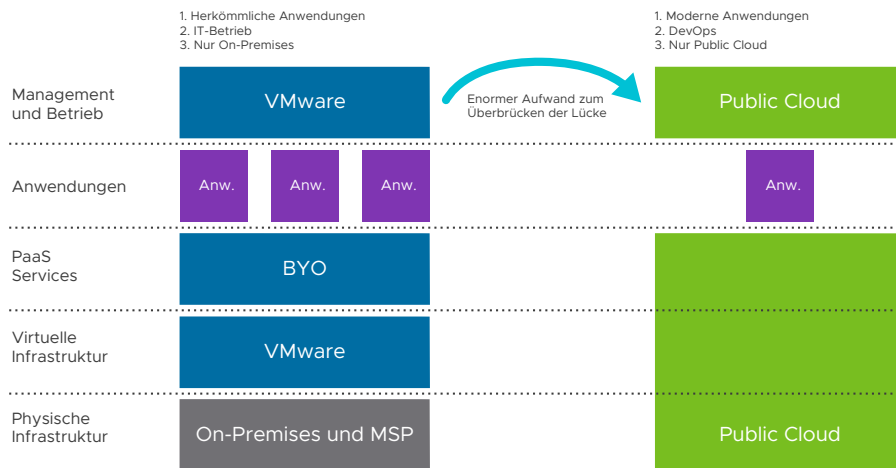 1. Herkömmliche Anwendungen
2. IT-Betrieb
3. Nur On-Premises
1. Moderne Anwendungen
2. DevOps
3. Nur Public Cloud
Management
und Betrieb
VMware
Enormer Aufwand zum
Überbrücken der Lücke
Public Cloud
Anwendungen
Anw.
Anw.
Anw.
Anw.
PaaS
Services
BYO
Virtuelle
Infrastruktur
VMware
Physische
Infrastruktur
On-Premises und MSP
Public Cloud